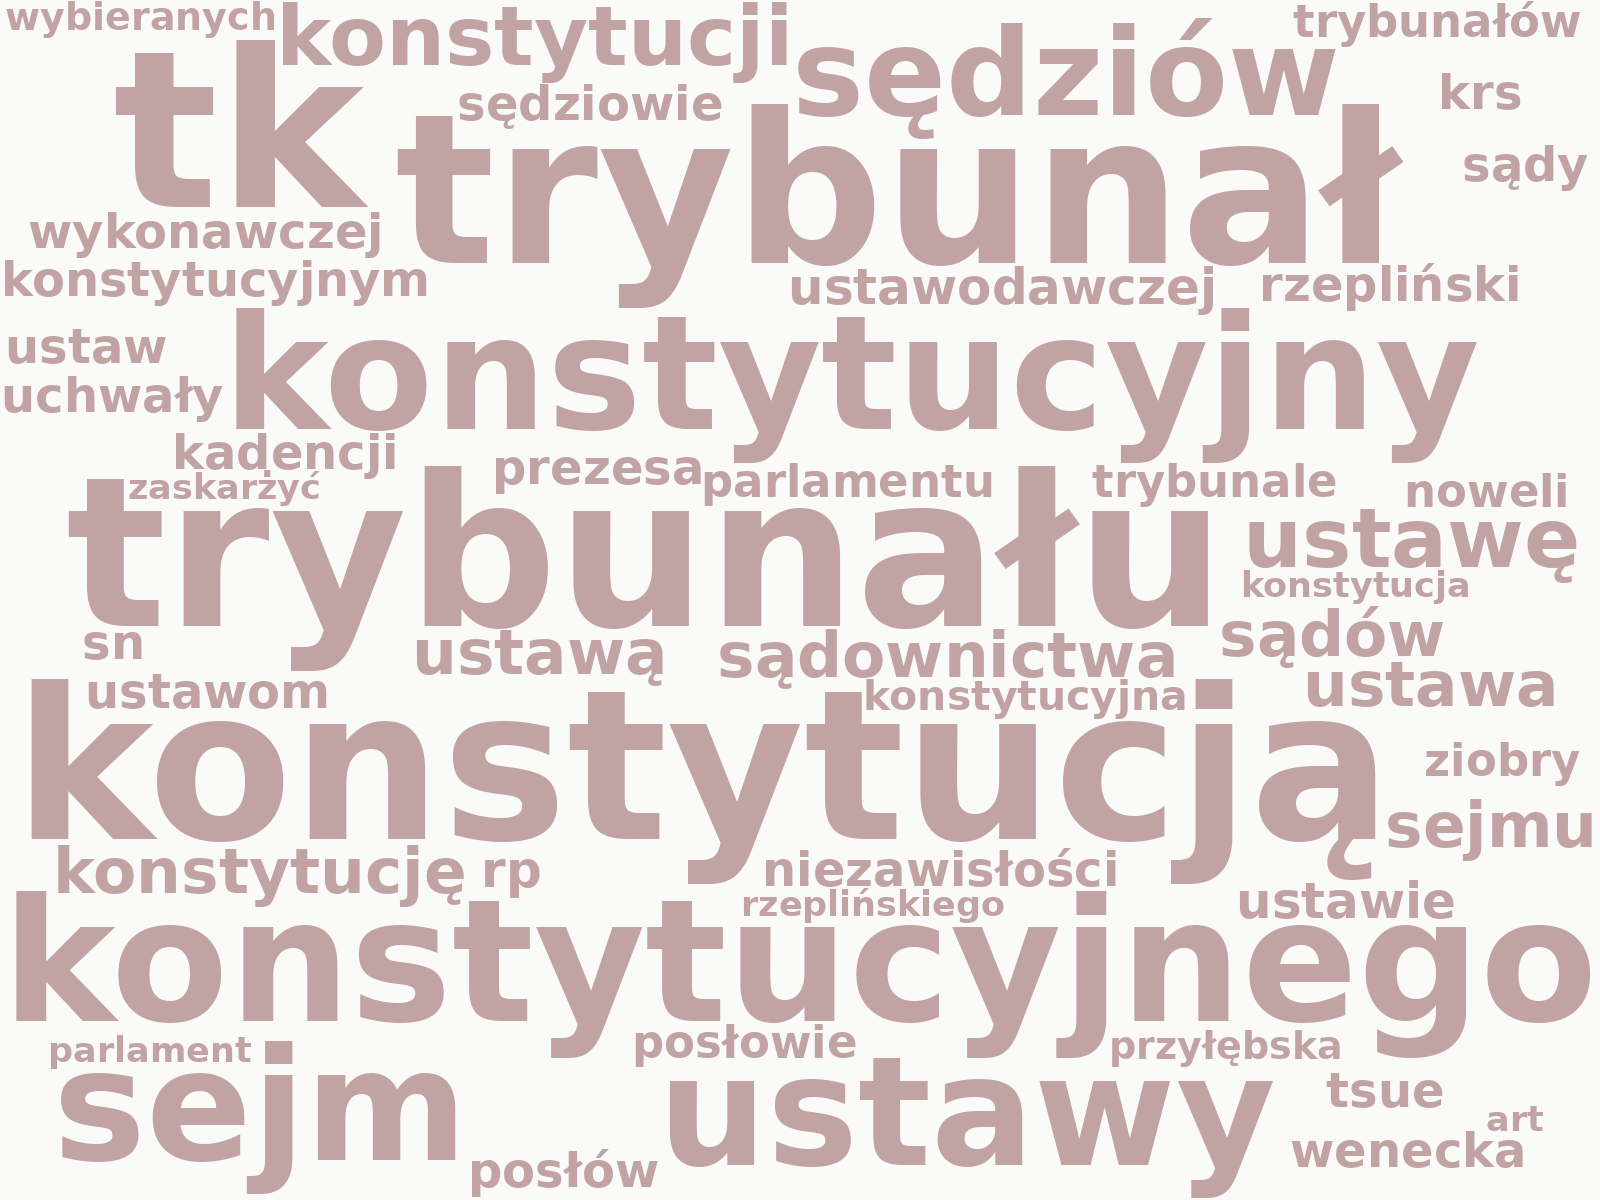 wybieranych konstytucji sędziów trybunałów
tk sędziowie krs
trybunał sądy
wykonawczej
konstytucyjnym ustawodawczej rzepliński
ustaw konstytucyjny
uchwały
kadencji prezesa parlamentu trybunale noweli
zaskarżyć
trybunału ustawę
konstytucja
sn ustawą sądownictwa sądów
ustawom konstytucyjna ustawa
konstytucją ziobry
sejmu
konstytucję rp niezawisłości
rzeplińskiego ustawie
konstytucyjnego
parlament posłowie przyłębska
sejm ustawy tsue
art
posłów wenecka